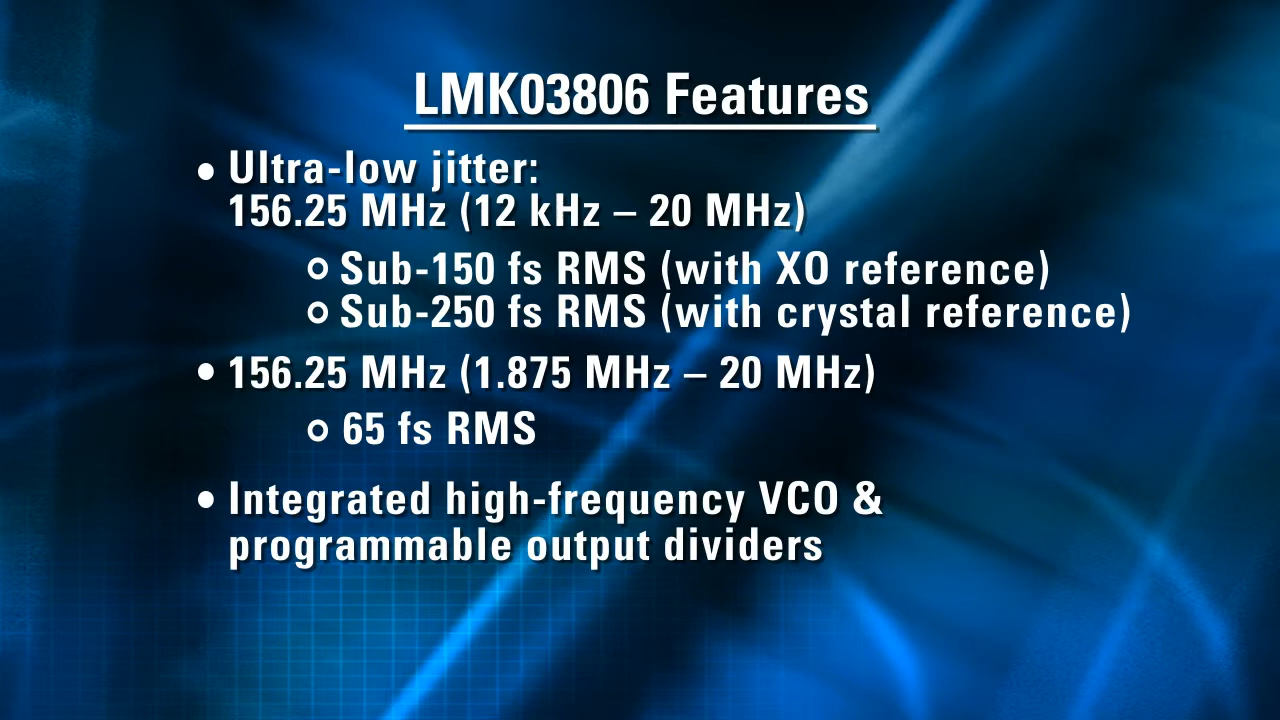 LMK03806 Features
• Ultra-low jitter:
156.25 MHz (12 kHz – 20 MHz)
○ Sub-150 fs RMS (with XO reference)
○ Sub-250 fs RMS (with crystal reference)
• 156.25 MHz (1.875 MHz – 20 MHz)
○ 65 fs RMS
• Integrated high-frequency VCO &
programmable output dividers